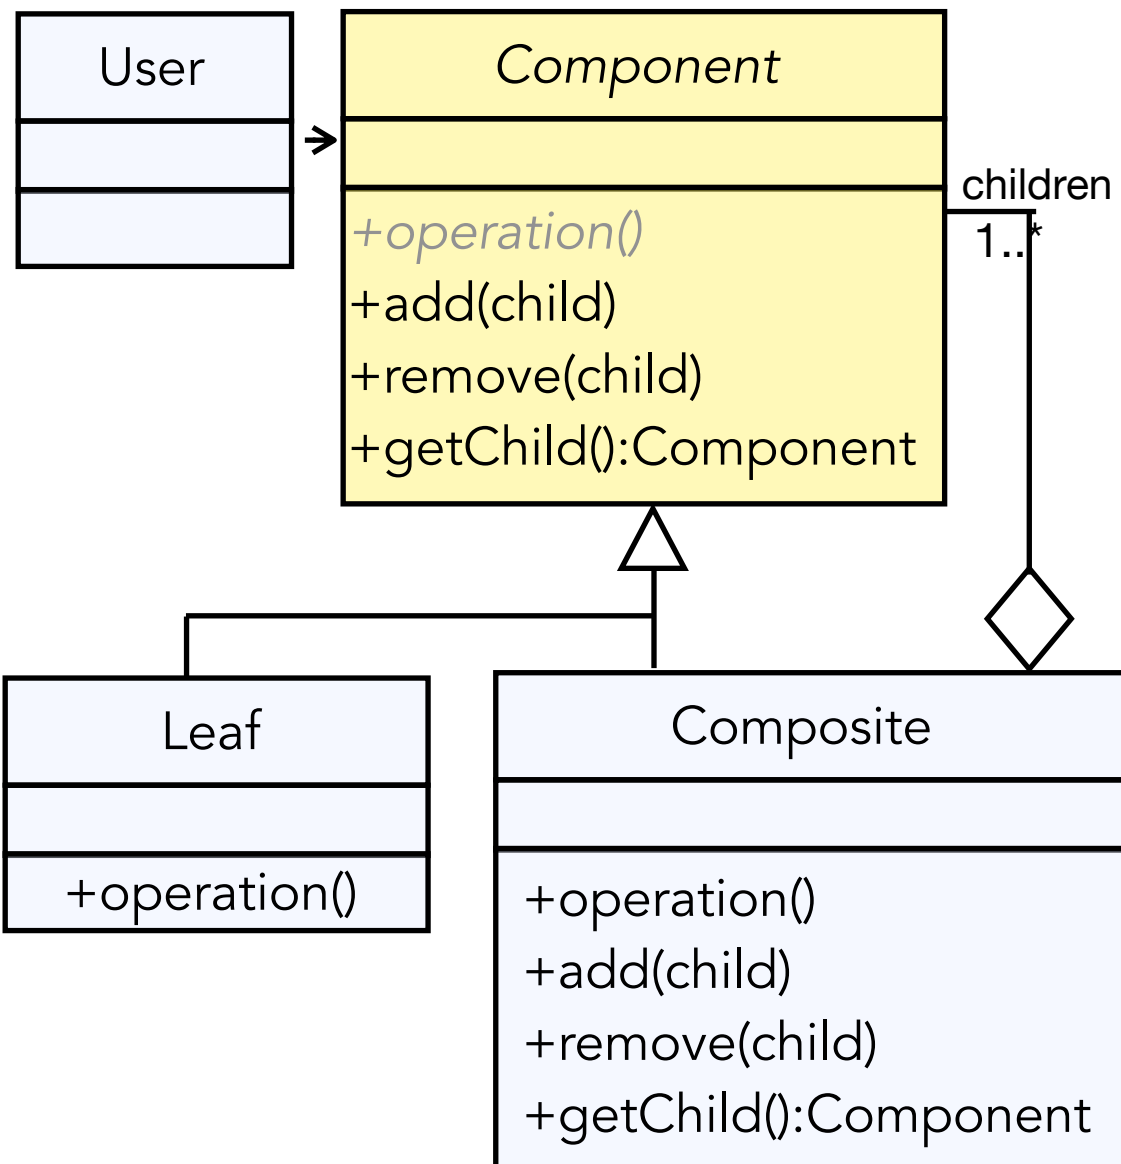 User
Component
children
1..*
+operation()
+add(child)
+remove(child)
+getChild():Component
Leaf
+operation()
Composite
+operation()
+add(child)
+remove(child)
+getChild():Component